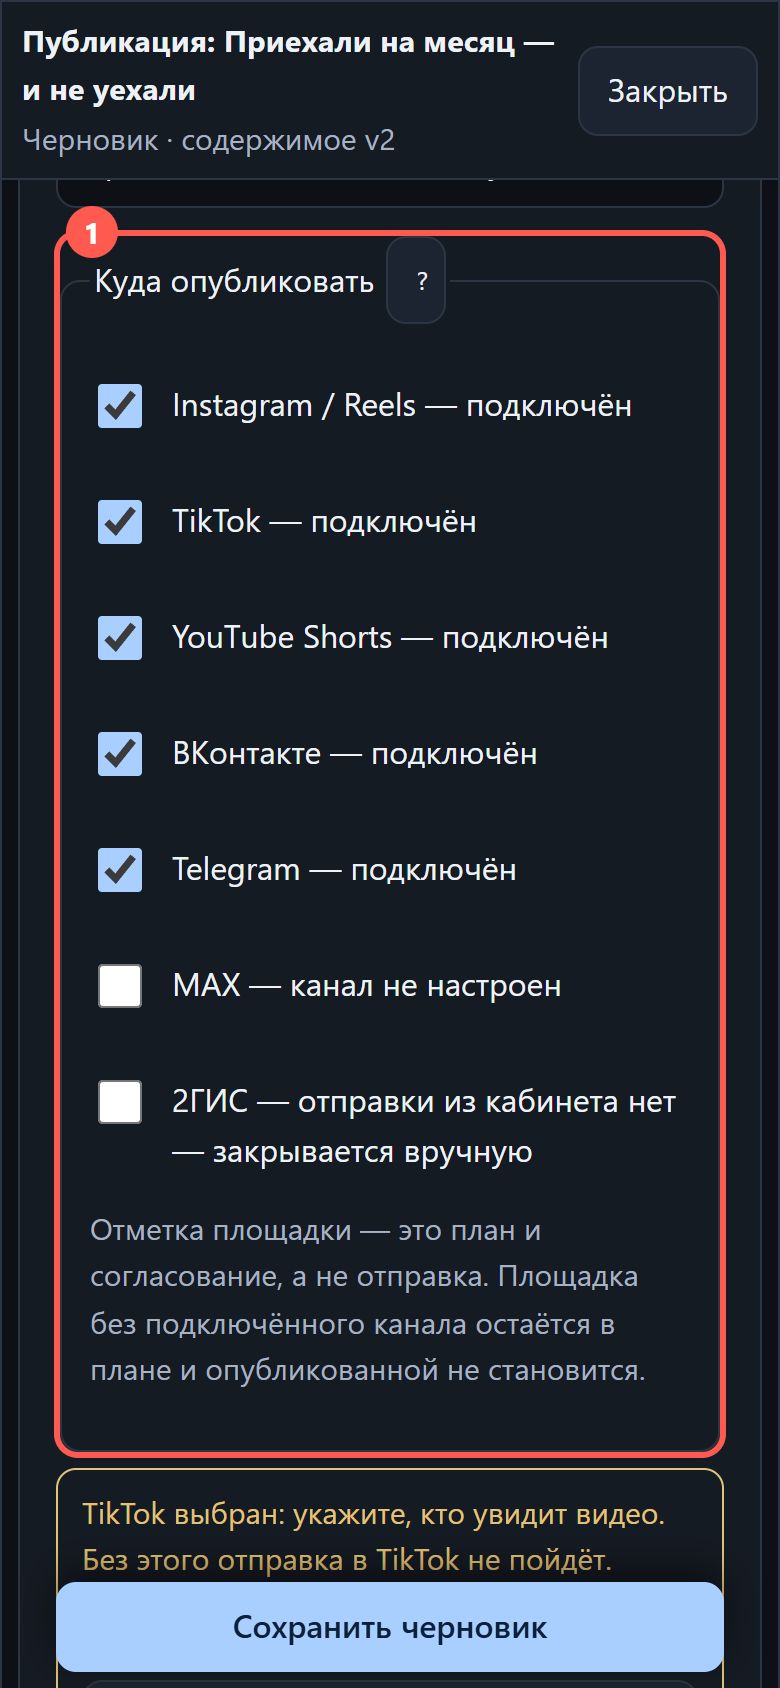 Публикация: Приехали на месяц —
и не уехали
Черновик · содержимое v2
Закрыть
1
Куда опубликовать ?
Instagram / Reels — подключён
TikTok — подключён
YouTube Shorts — подключён
ВКонтакте — подключён
Telegram — подключён
MAX — канал не настроен
2ГИС — отправки из кабинета нет
— закрывается вручную
Отметка площадки — это план и
согласование, а не отправка. Площадка
без подключённого канала остаётся в
плане и опубликованной не становится.
TikTok выбран: укажите, кто увидит видео.
Без этого отправка в TikTok не пойдёт.
Сохранить черновик